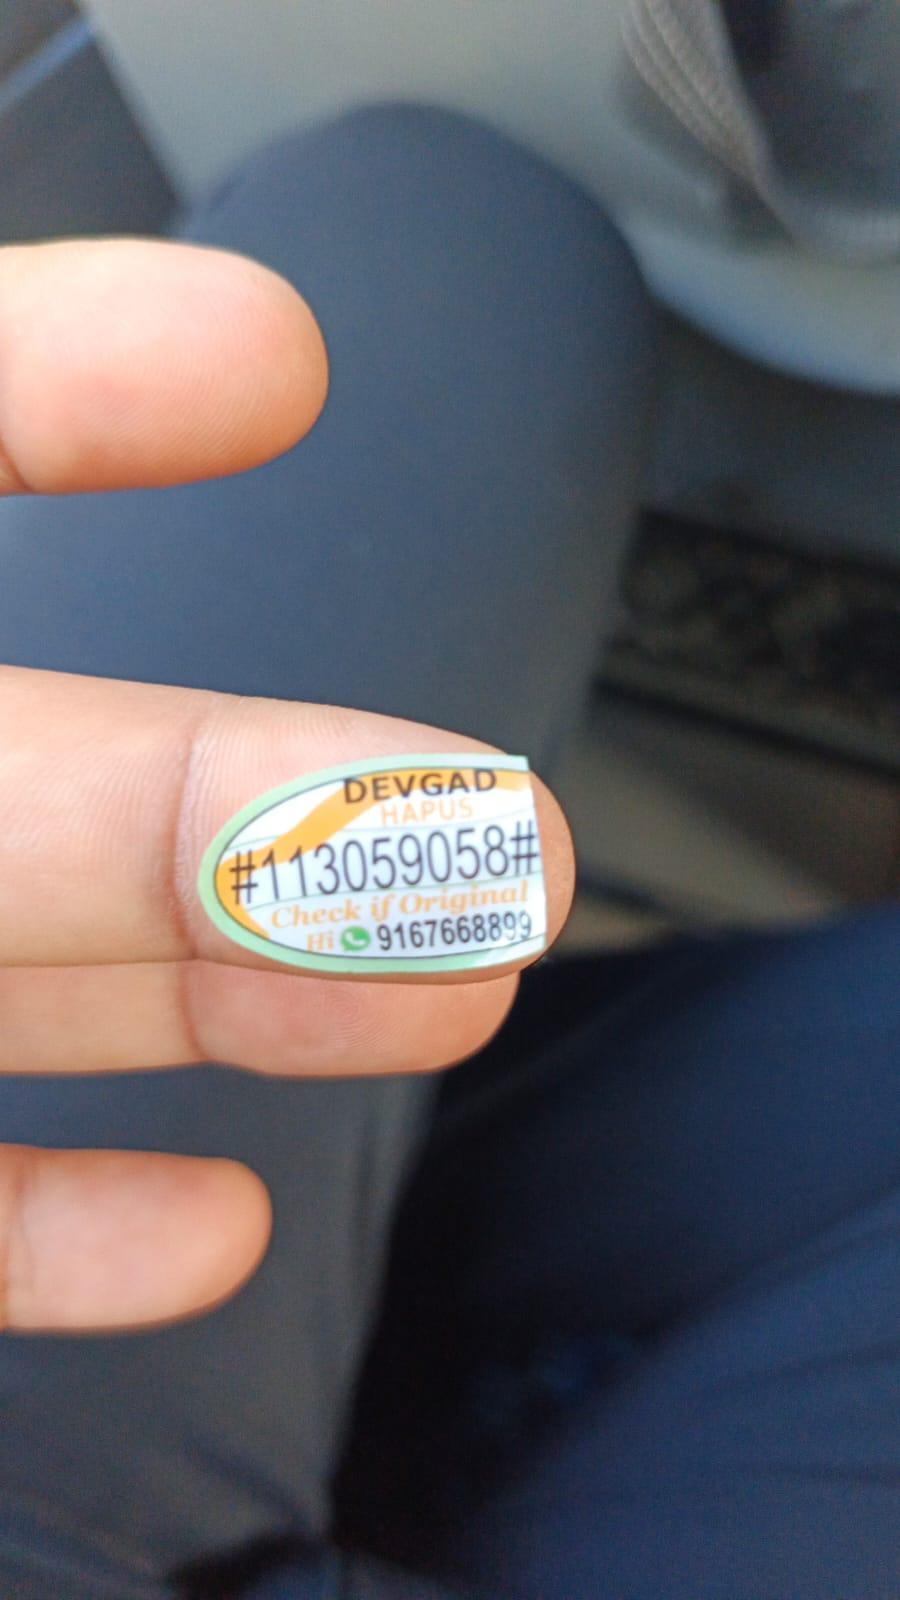 DEVGAD
HAPUS
#113059058#
Check if Original
Hi 9167668899